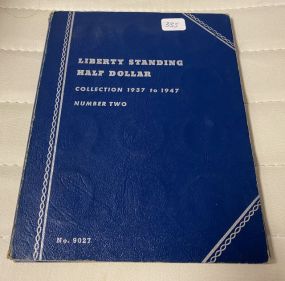 LIBERTY STANDING
HALF DOLLAR
COLLECTION 1937 to 1947
NUMBER TWO
No. 9027